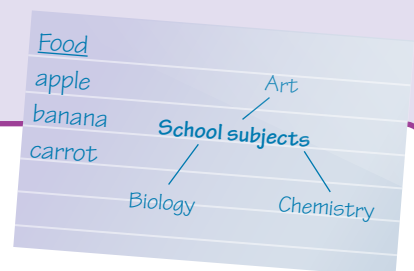 Food
apple
banana
carrot
Art
School subjects
Biology
Chemistry